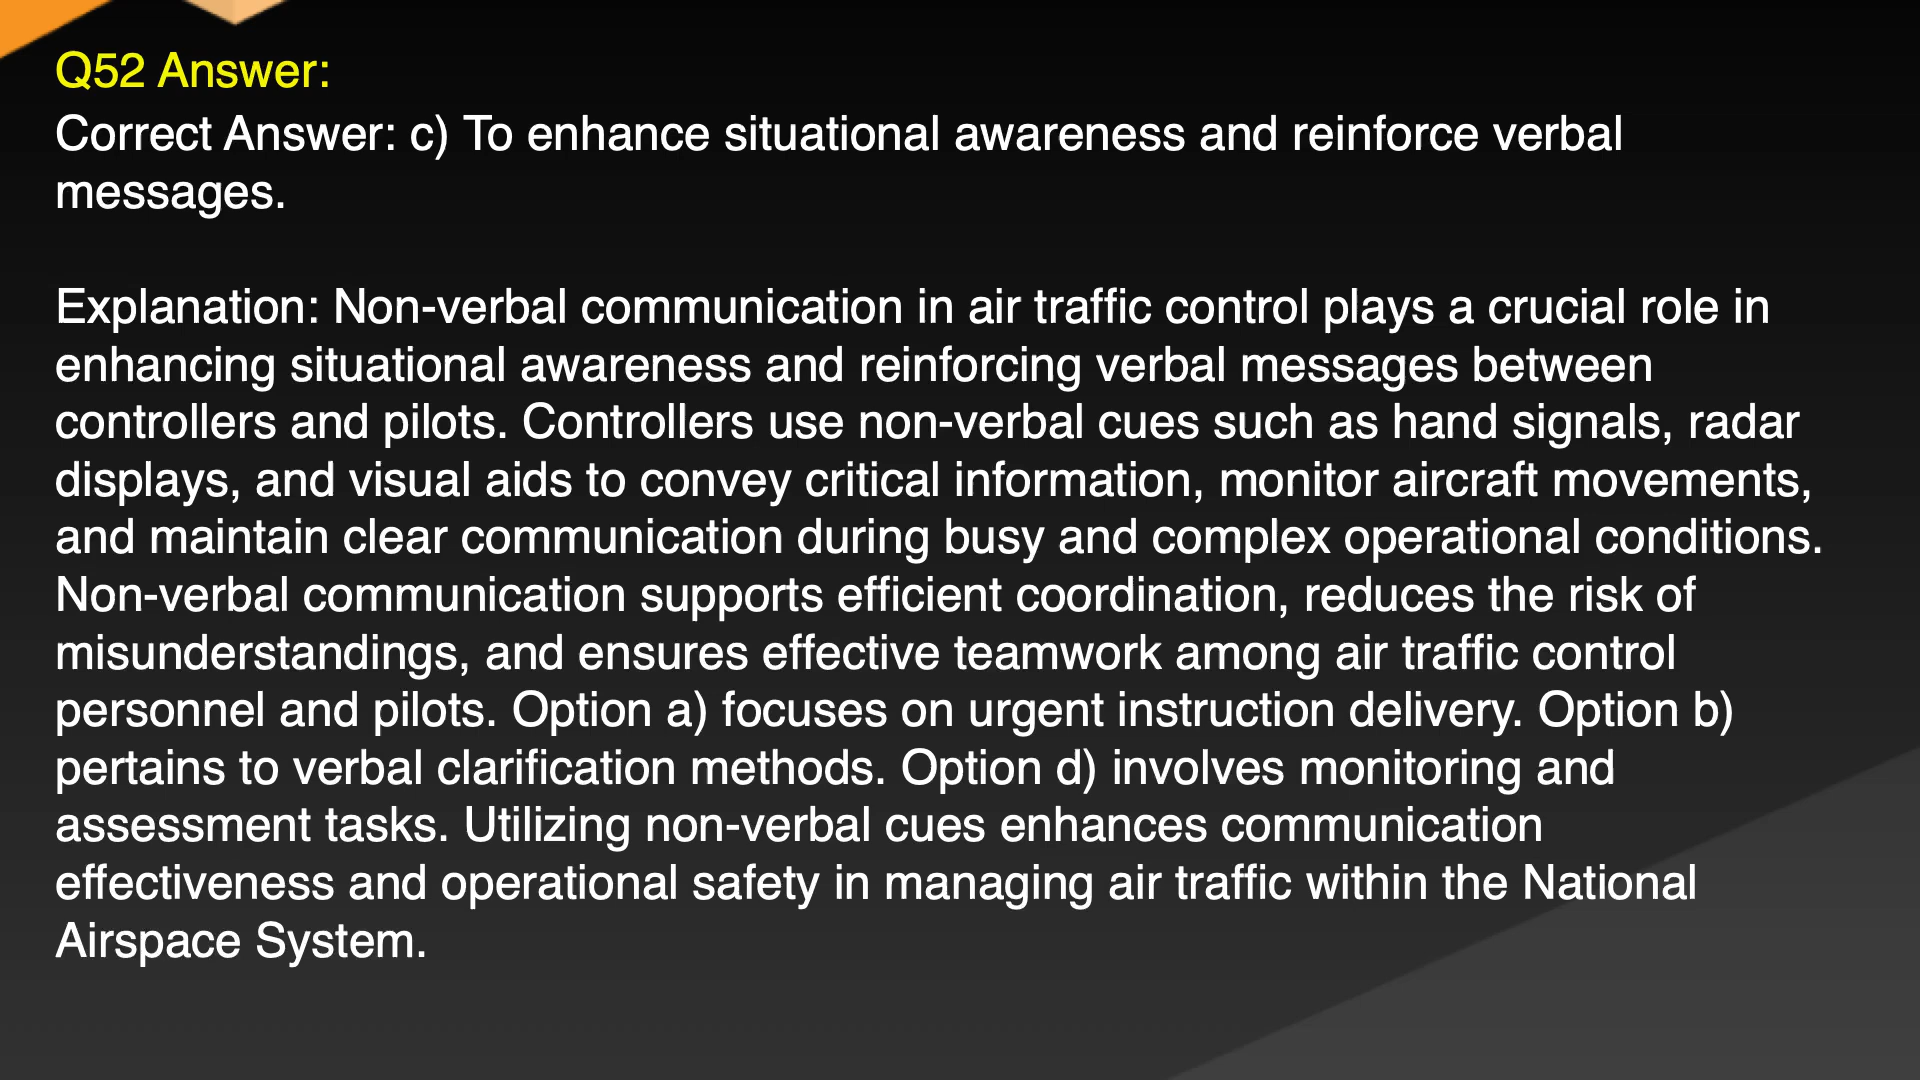 Q52 Answer:
Correct Answer: c) To enhance situational awareness and reinforce verbal
messages.
Explanation: Non-verbal communication in air traffic control plays a crucial role in
enhancing situational awareness and reinforcing verbal messages between
controllers and pilots. Controllers use non-verbal cues such as hand signals, radar
displays, and visual aids to convey critical information, monitor aircraft movements,
and maintain clear communication during busy and complex operational conditions.
Non-verbal communication supports efficient coordination, reduces the risk of
misunderstandings, and ensures effective teamwork among air traffic control
personnel and pilots. Option a) focuses on urgent instruction delivery. Option b)
pertains to verbal clarification methods. Option d) involves monitoring and
assessment tasks. Utilizing non-verbal cues enhances communication
effectiveness and operational safety in managing air traffic within the National
Airspace System.